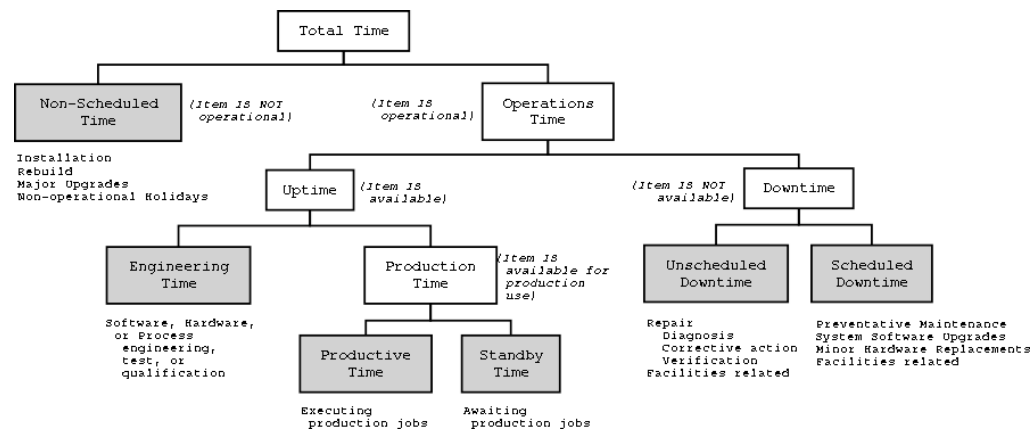 Total Time
Non-Scheduled
Time
(Item IS NOT
operational)
(Item IS
operational)
Operations
Time
Installation
Rebuild
Major Upgrades
Non-operational Holidays
Uptime
(Item IS
available)
(Item IS NOT
available)
Downtime
Engineering
Time
Production
Time
(Item IS
available for
production
use)
Unscheduled
Downtime
Scheduled
Downtime
Software, Hardware,
or Process
engineering,
test, or
qualification
Productive
Time
Standby
Time
Repair
Diagnosis
Corrective action
Verification
Facilities related
Preventative Maintenance
System Software Upgrades
Minor Hardware Replacements
Facilities related
Executing
production jobs
Awaiting
production jobs